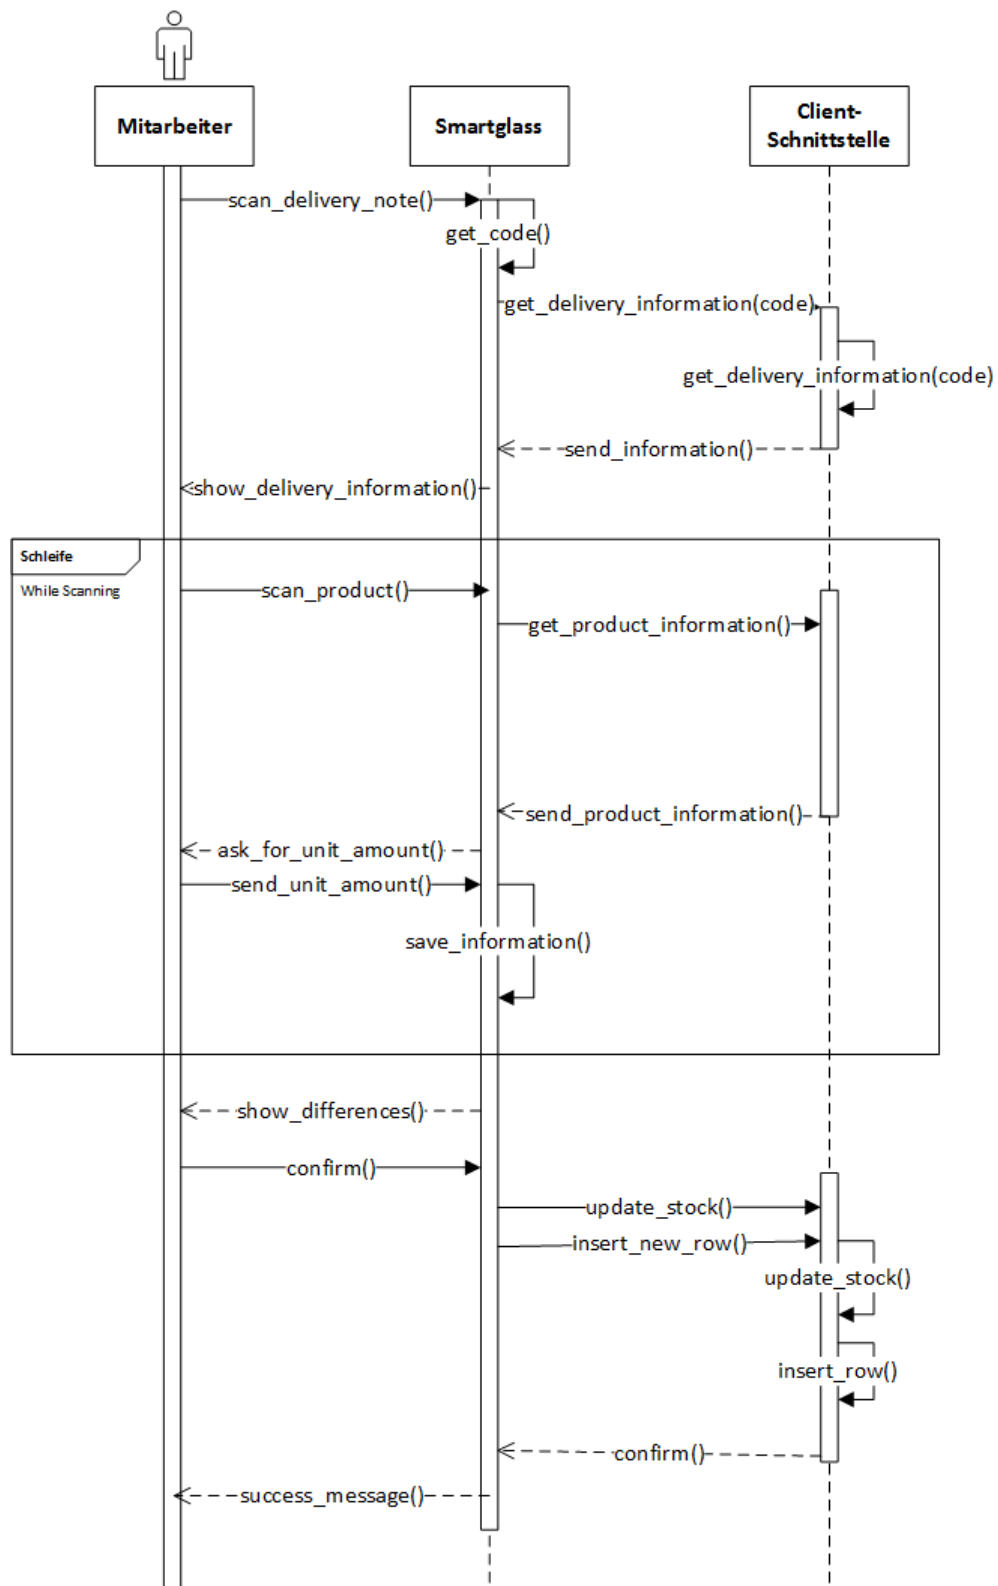 Mitarbeiter
Smartglass
Client-
Schnittstelle
scan_delivery_note()
get_code()
get_delivery_information(code)
get_delivery_information(code)
send_information()
show_delivery_information()
Schleife
While Scanning
scan_product()
get_product_information()
send_product_information()
ask_for_unit_amount()
send_unit_amount()
save_information()
show_differences()
confirm()
update_stock()
insert_new_row()
update_stock()
insert_row()
confirm()
success_message()